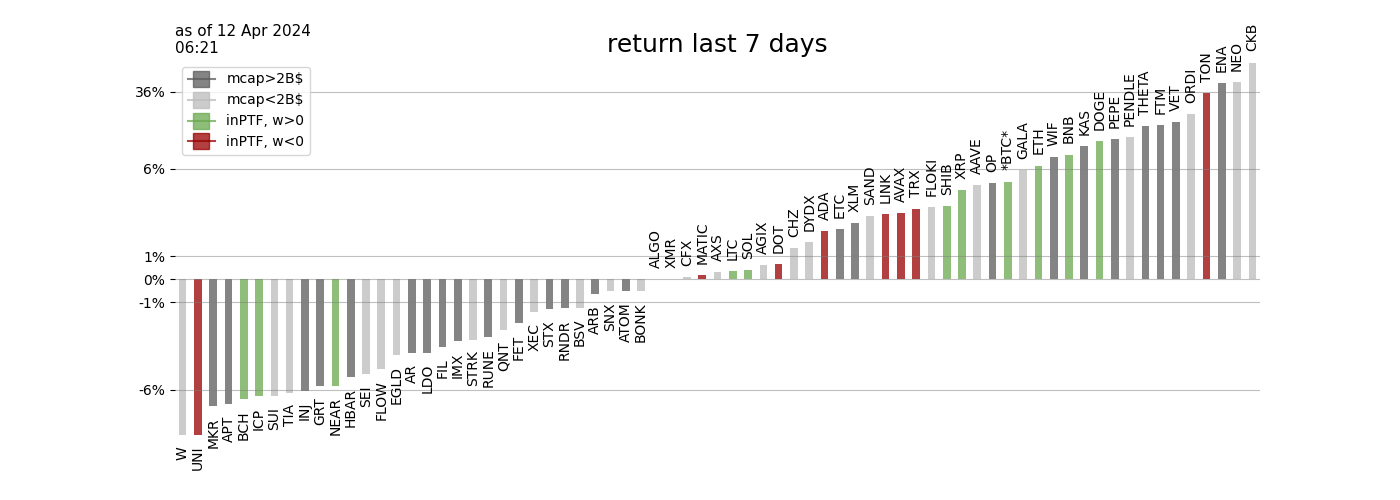 as of 12 Apr 2024
06:21
return last 7 days
mcap>2B$
mcap<2B$
inPTF, w>0
inPTF, w<0
36%
6%
1%
0%
-1%
-6%
W
UNI
MKR
APT
BCH
ICP
SUI
TIA
INJ
GRT
NEAR
HBAR
SEI
FLOW
EGLD
AR
LDO
FIL
IMX
STRK
RUNE
QNT
FET
XEC
STX
RNDR
BSV
ARB
SNX
ATOM
BONK
ALGO
XMR
CFX
MATIC
AXS
LTC
SOL
AGIX
DOT
CHZ
DYDX
ADA
ETC
XLM
SAND
LINK
AVAX
TRX
FLOKI
SHIB
XRP
AAVE
OP
*BTC*
GALA
ETH
WIF
BNB
KAS
DOGE
PEPE
PENDLE
THETA
FTM
VET
ORDI
TON
ENA
NEO
CKB